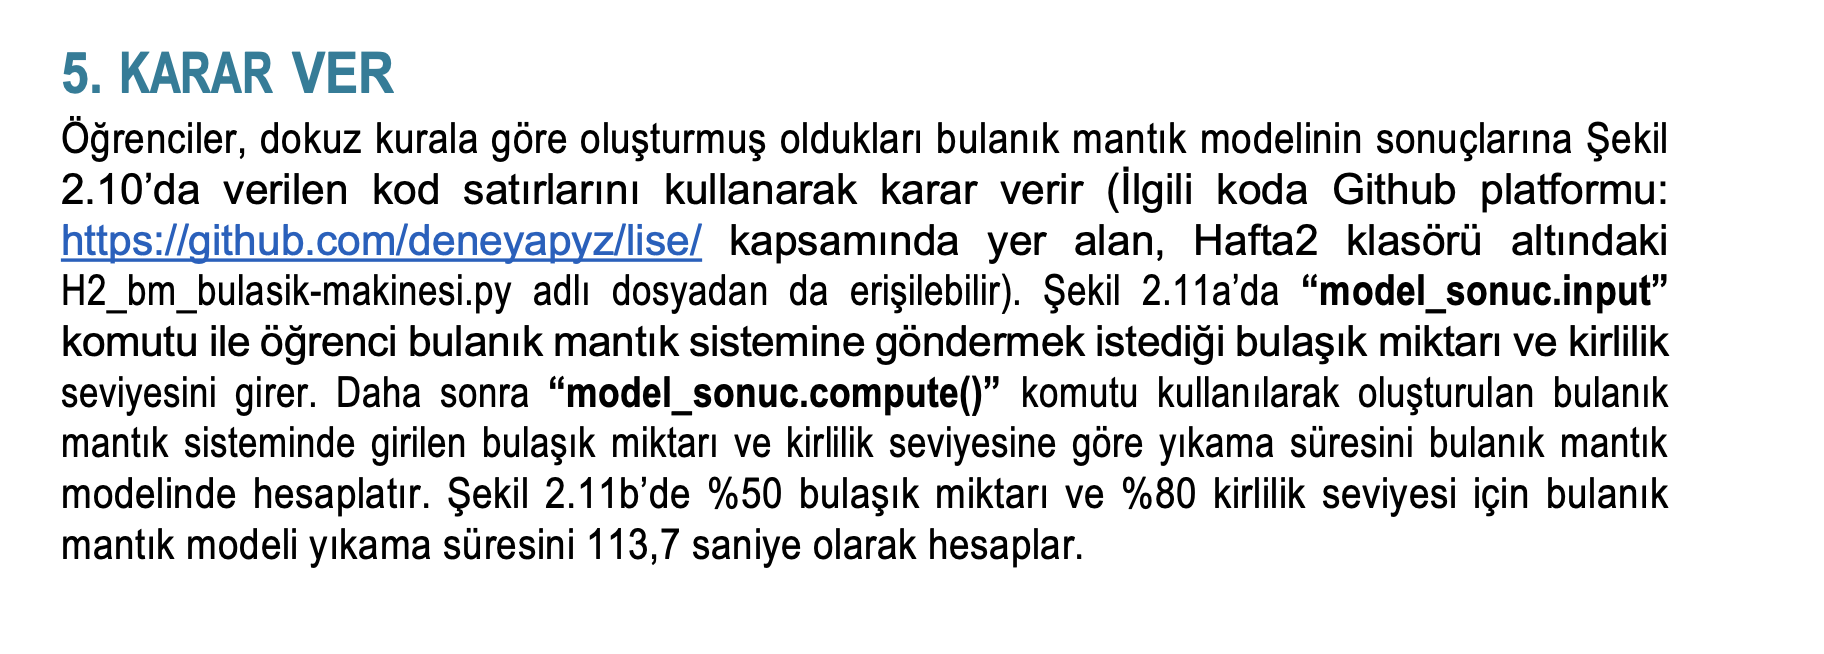 5. KARAR VER
Öğrenciler, dokuz kurala göre oluşturmuş oldukları bulanık mantık modelinin sonuçlarına Şekil
2.10’da verilen kod satırlarını kullanarak karar verir (İlgili koda Github platformu:
https://github.com/deneyapyz/lise/ kapsamında yer alan, Hafta2 klasörü altındaki
H2_bm_bulasik-makinesi.py adlı dosyadan da erişilebilir). Şekil 2.11a’da “model_sonuc.input”
komutu ile öğrenci bulanık mantık sistemine göndermek istediği bulaşık miktarı ve kirlilik
seviyesini girer. Daha sonra “model_sonuc.compute()” komutu kullanılarak oluşturulan bulanık
mantık sisteminde girilen bulaşık miktarı ve kirlilik seviyesine göre yıkama süresini bulanık mantık
modelinde hesaplatır. Şekil 2.11b’de %50 bulaşık miktarı ve %80 kirlilik seviyesi için bulanık
mantık modeli yıkama süresini 113,7 saniye olarak hesaplar.